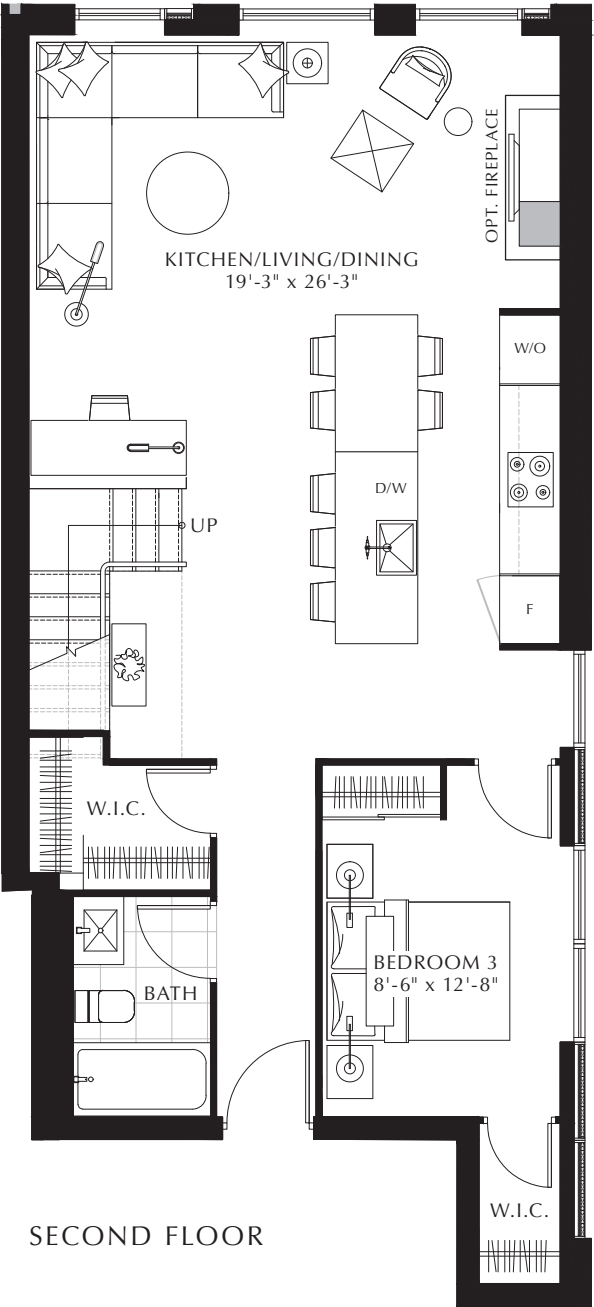 OPT. FIREPLACE
KITCHEN/LIVING/DINING
19'-3" x 26'-3"
W/O
D/W
UP
F
W.I.C.
BEDROOM 3
8'-6" x 12'-8"
BATH
W.I.C.
SECOND FLOOR